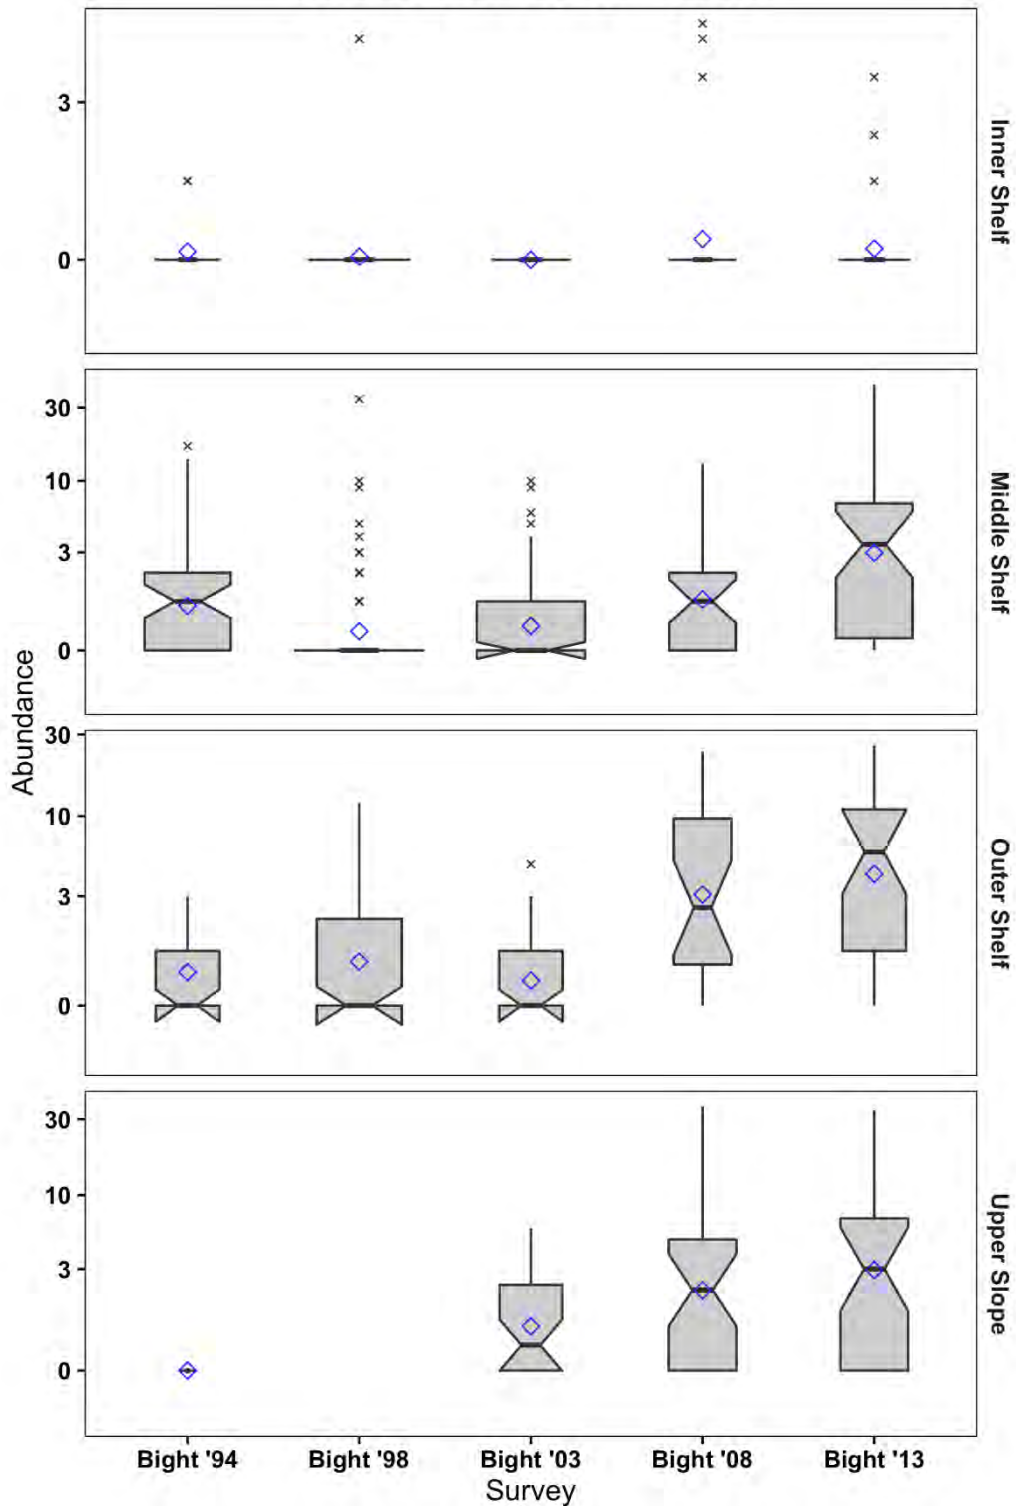 3
0
Inner Shelf
30
10
3
0
Middle Shelf
Abundance
30
10
3
0
Outer Shelf
30
10
3
0
Upper Slope
Bight '94 Bight '98 Bight '03 Bight '08 Bight '13
Survey